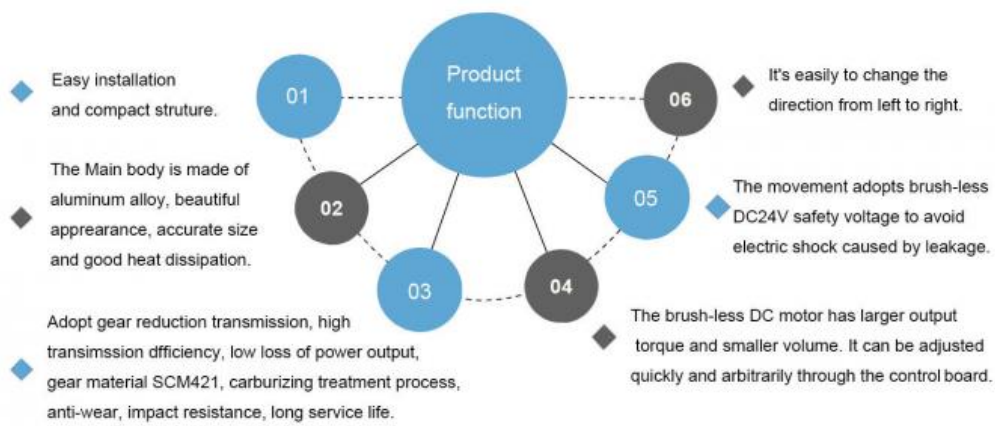 Product
function
01
Easy installation
and compact struture.
02
The Main body is made of
aluminum alloy, beautiful
apprearance, accurate size
and good heat dissipation.
03
Adopt gear reduction transmission, high
transimssion dfficiency, low loss of power output,
gear material SCM421, carburizing treatment process,
anti-wear, impact resistance, long service life.
04
The brush-less DC motor has larger output
torque and smaller volume. It can be adjusted
quickly and arbitrarily through the control board.
05
The movement adopts brush-less
DC24V safety voltage to avoid
electric shock caused by leakage.
06
It's easily to change the
direction from left to right.